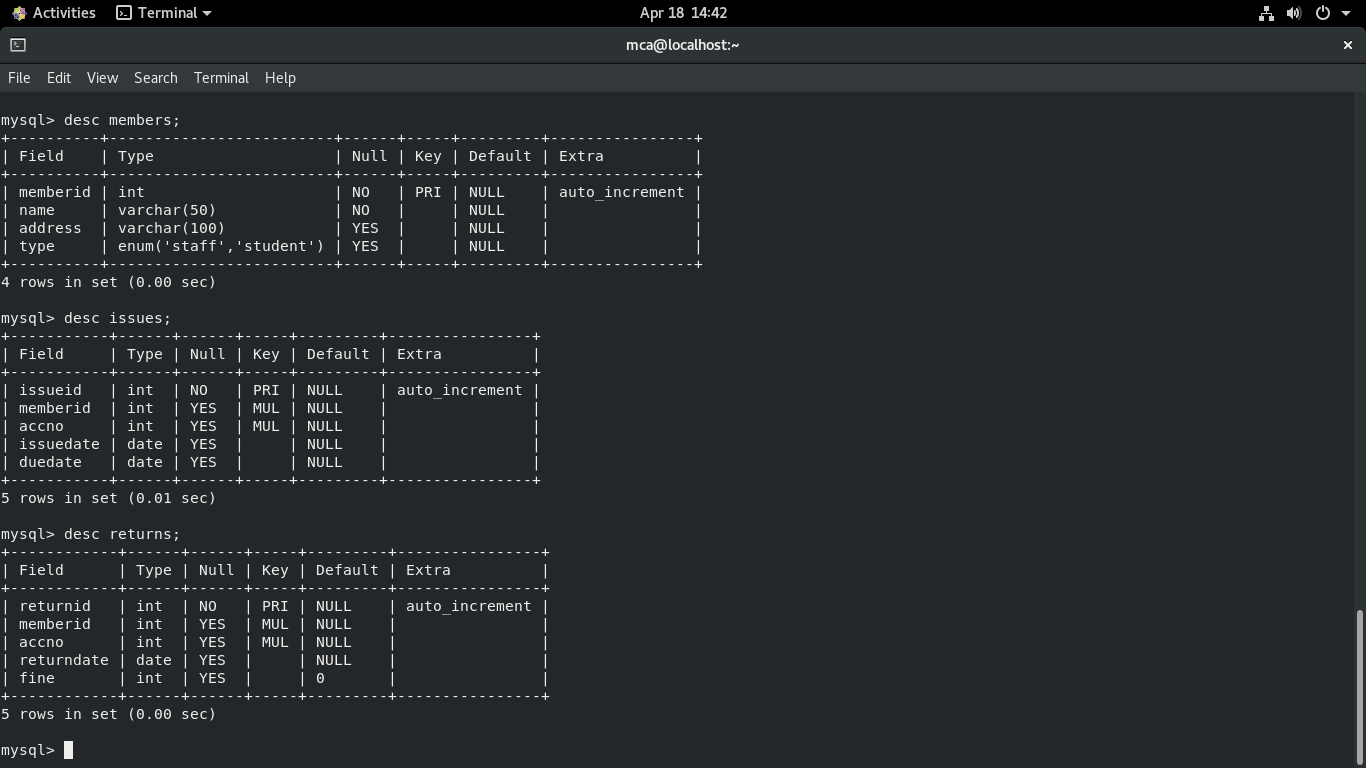 Activities Terminal Apr 18 14:42
mca@localhost:~ ×
File Edit View Search Terminal Help
mysql> desc members;
+----------+-------------------------+------+-----+---------+----------------+
| Field    | Type                    | Null | Key | Default | Extra          |
+----------+-------------------------+------+-----+---------+----------------+
| memberid | int                     | NO   | PRI | NULL    | auto_increment |
| name     | varchar(50)             | NO   |     | NULL    |                |
| address  | varchar(100)            | YES  |     | NULL    |                |
| type     | enum('staff','student') | YES  |     | NULL    |                |
+----------+-------------------------+------+-----+---------+----------------+
4 rows in set (0.00 sec)
mysql> desc issues;
+-----------+------+------+-----+---------+----------------+
| Field     | Type | Null | Key | Default | Extra          |
+-----------+------+------+-----+---------+----------------+
| issueid   | int  | NO   | PRI | NULL    | auto_increment |
| memberid  | int  | YES  | MUL | NULL    |                |
| accno     | int  | YES  | MUL | NULL    |                |
| issuedate | date | YES  |     | NULL    |                |
| duedate   | date | YES  |     | NULL    |                |
+-----------+------+------+-----+---------+----------------+
5 rows in set (0.01 sec)
mysql> desc returns;
+------------+------+------+-----+---------+----------------+
| Field      | Type | Null | Key | Default | Extra          |
+------------+------+------+-----+---------+----------------+
| returnid   | int  | NO   | PRI | NULL    | auto_increment |
| memberid   | int  | YES  | MUL | NULL    |                |
| accno      | int  | YES  | MUL | NULL    |                |
| returndate | date | YES  |     | NULL    |                |
| fine       | int  | YES  |     | 0       |                |
+------------+------+------+-----+---------+----------------+
5 rows in set (0.00 sec)
mysql>